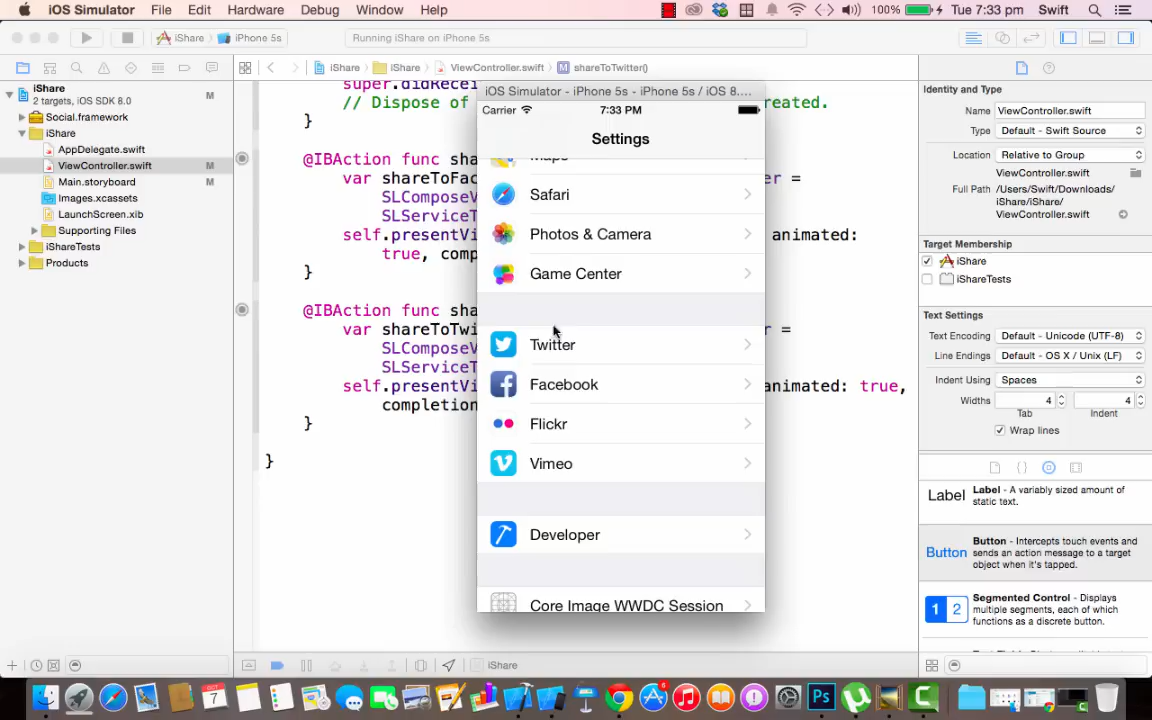 iOS Simulator File Edit Hardware Debug Window Help 100% Tue 7:33 pm Swift
iShare iPhone 5s Running iShare on iPhone 5s
iShare iShare ViewController.swift M shareToTwitter()
iShare M
2 targets, iOS SDK 8.0
Social.framework
iShare
AppDelegate.swift
ViewController.swift M
Main.storyboard M
Images.xcassets
LaunchScreen.xib
Supporting Files
iShareTests
Products
super.didRecei
// Dispose of created.
}
@IBAction func sha
var shareToFac er =
SLComposeV
SLServiceT
self.presentVi animated:
true, comp
}
@IBAction func sha
var shareToTwi r =
SLComposeV
SLServiceT
self.presentVi animated: true,
completion
}
}
iOS Simulator - iPhone 5s - iPhone 5s / iOS 8....
Carrier 7:33 PM
Settings
Maps
Safari
Photos & Camera
Game Center
Twitter
Facebook
Flickr
Vimeo
Developer
Core Image WWDC Session
Identity and Type
Name ViewController.swift
Type Default - Swift Source
Location Relative to Group
ViewController.swift
Full Path /Users/Swift/Downloads/
iShare/iShare/
ViewController.swift
Target Membership
iShare
iShareTests
Text Settings
Text Encoding Default - Unicode (UTF-8)
Line Endings Default - OS X / Unix (LF)
Indent Using Spaces
Widths 4 4
Tab Indent
Wrap lines
Label Label - A variably sized amount of
static text.
Button Button - Intercepts touch events and
sends an action message to a target
object when it's tapped.
1 2 Segmented Control - Displays
multiple segments, each of which
functions as a discrete button.
iShare